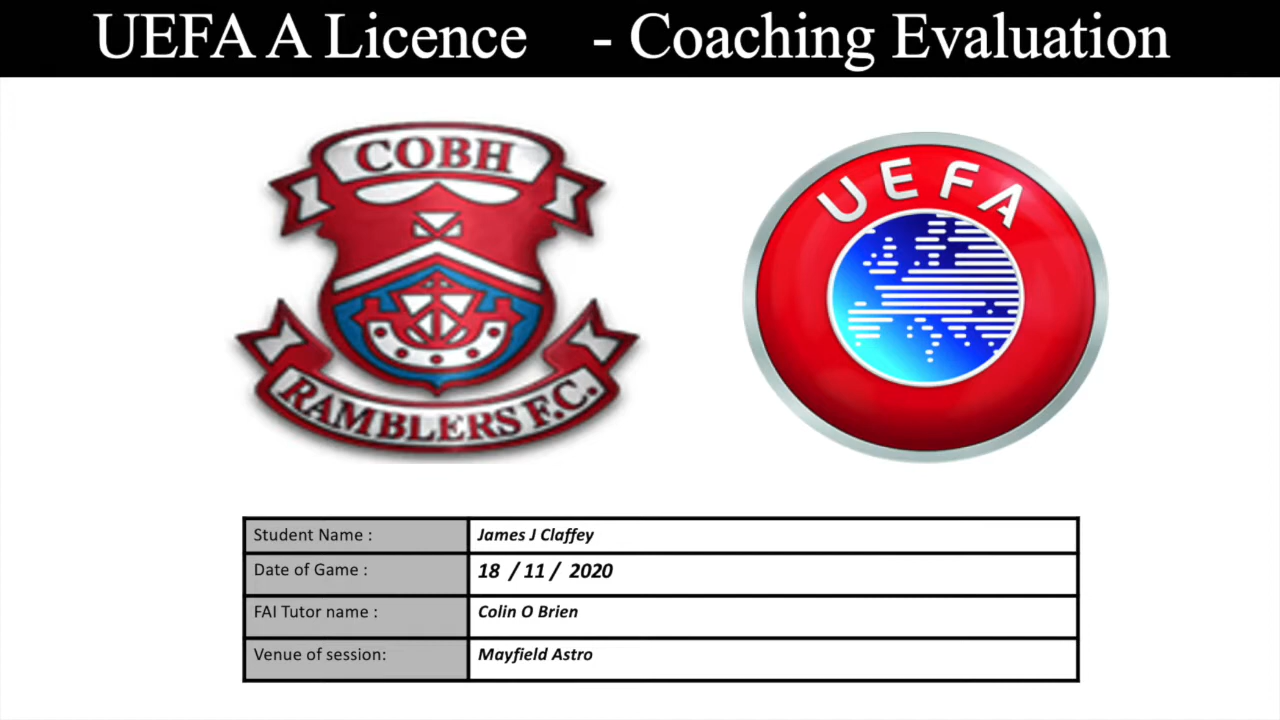 UEFA A Licence - Coaching Evaluation
COBH
RAMBLERS F.C.
UEFA
Student Name : James J Claffey
Date of Game : 18 / 11 / 2020
FAI Tutor name : Colin O Brien
Venue of session: Mayfield Astro